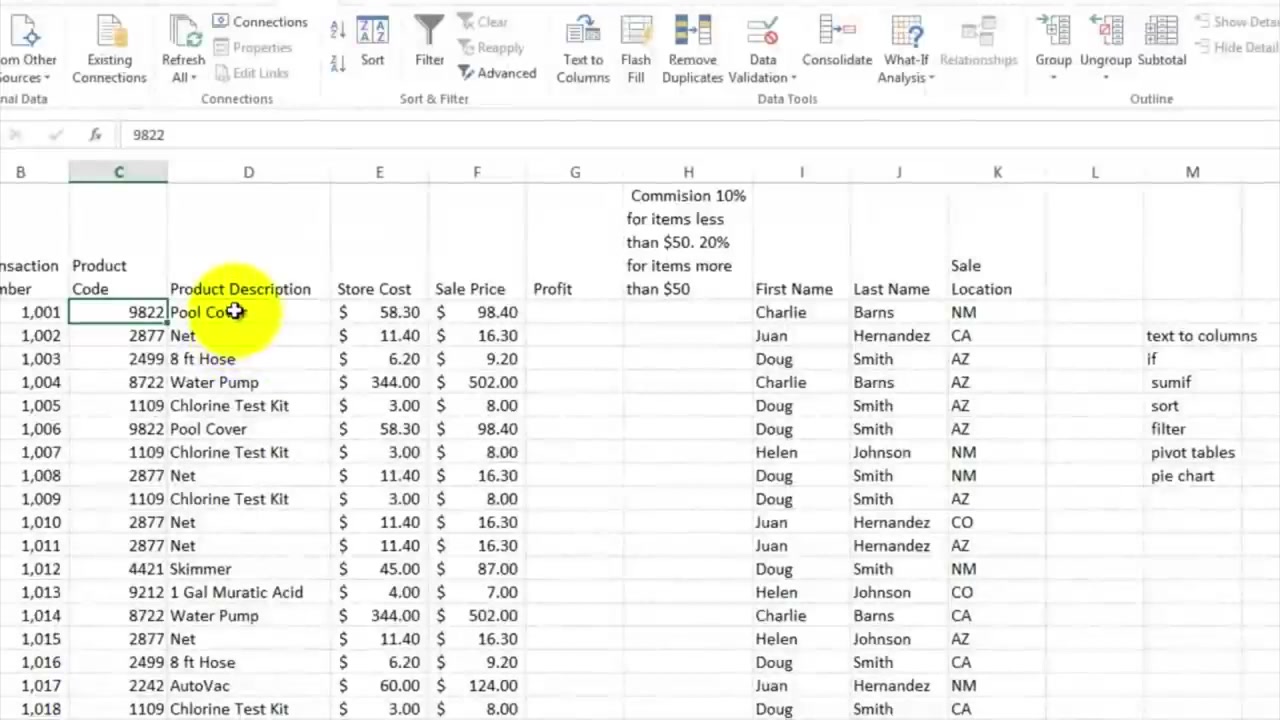 Connections
Clear
om Other
Existing
Refresh
Properties
Sort
Filter
Reapply
Text to
Flash
Remove
Data
Consolidate
What-If
Relationships
Group
Ungroup
Subtotal
Show Deta
Hide Detail
ources
Connections
All
Edit Links
Advanced
Columns
Fill
Duplicates
Validation
Analysis
nal Data
Connections
Sort & Filter
Data Tools
Outline
fx 9822
B C D E F G H I J K L M
Commision 10%
for items less
than $50. 20%
nsaction Product for items more Sale
mber Code Product Description Store Cost Sale Price Profit than $50 First Name Last Name Location
1,001 9822 Pool Cover $ 58.30 $ 98.40 Charlie Barns NM
1,002 2877 Net $ 11.40 $ 16.30 Juan Hernandez CA text to columns
1,003 2499 8 ft Hose $ 6.20 $ 9.20 Doug Smith AZ if
1,004 8722 Water Pump $ 344.00 $ 502.00 Charlie Barns AZ sumif
1,005 1109 Chlorine Test Kit $ 3.00 $ 8.00 Doug Smith AZ sort
1,006 9822 Pool Cover $ 58.30 $ 98.40 Doug Smith AZ filter
1,007 1109 Chlorine Test Kit $ 3.00 $ 8.00 Helen Johnson NM pivot tables
1,008 2877 Net $ 11.40 $ 16.30 Doug Smith NM pie chart
1,009 1109 Chlorine Test Kit $ 3.00 $ 8.00 Doug Smith AZ
1,010 2877 Net $ 11.40 $ 16.30 Juan Hernandez CO
1,011 2877 Net $ 11.40 $ 16.30 Juan Hernandez AZ
1,012 4421 Skimmer $ 45.00 $ 87.00 Doug Smith NM
1,013 9212 1 Gal Muratic Acid $ 4.00 $ 7.00 Helen Johnson CO
1,014 8722 Water Pump $ 344.00 $ 502.00 Charlie Barns CA
1,015 2877 Net $ 11.40 $ 16.30 Helen Johnson AZ
1,016 2499 8 ft Hose $ 6.20 $ 9.20 Doug Smith CA
1,017 2242 AutoVac $ 60.00 $ 124.00 Juan Hernandez NM
1,018 1109 Chlorine Test Kit $ 3.00 $ 8.00 Doug Smith CA